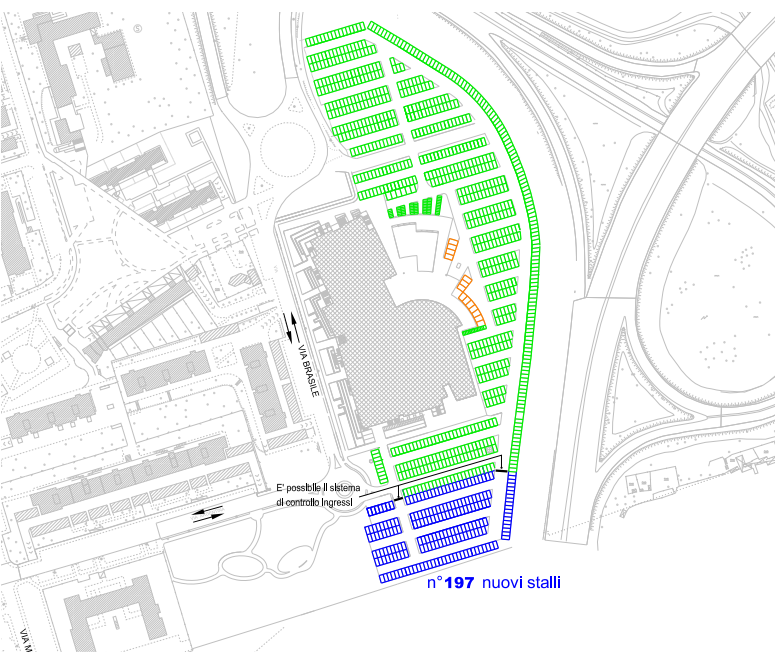 S
VIA BRASILE
E' possibile il sistema
di controllo ingressi
n°197 nuovi stalli
VIA M